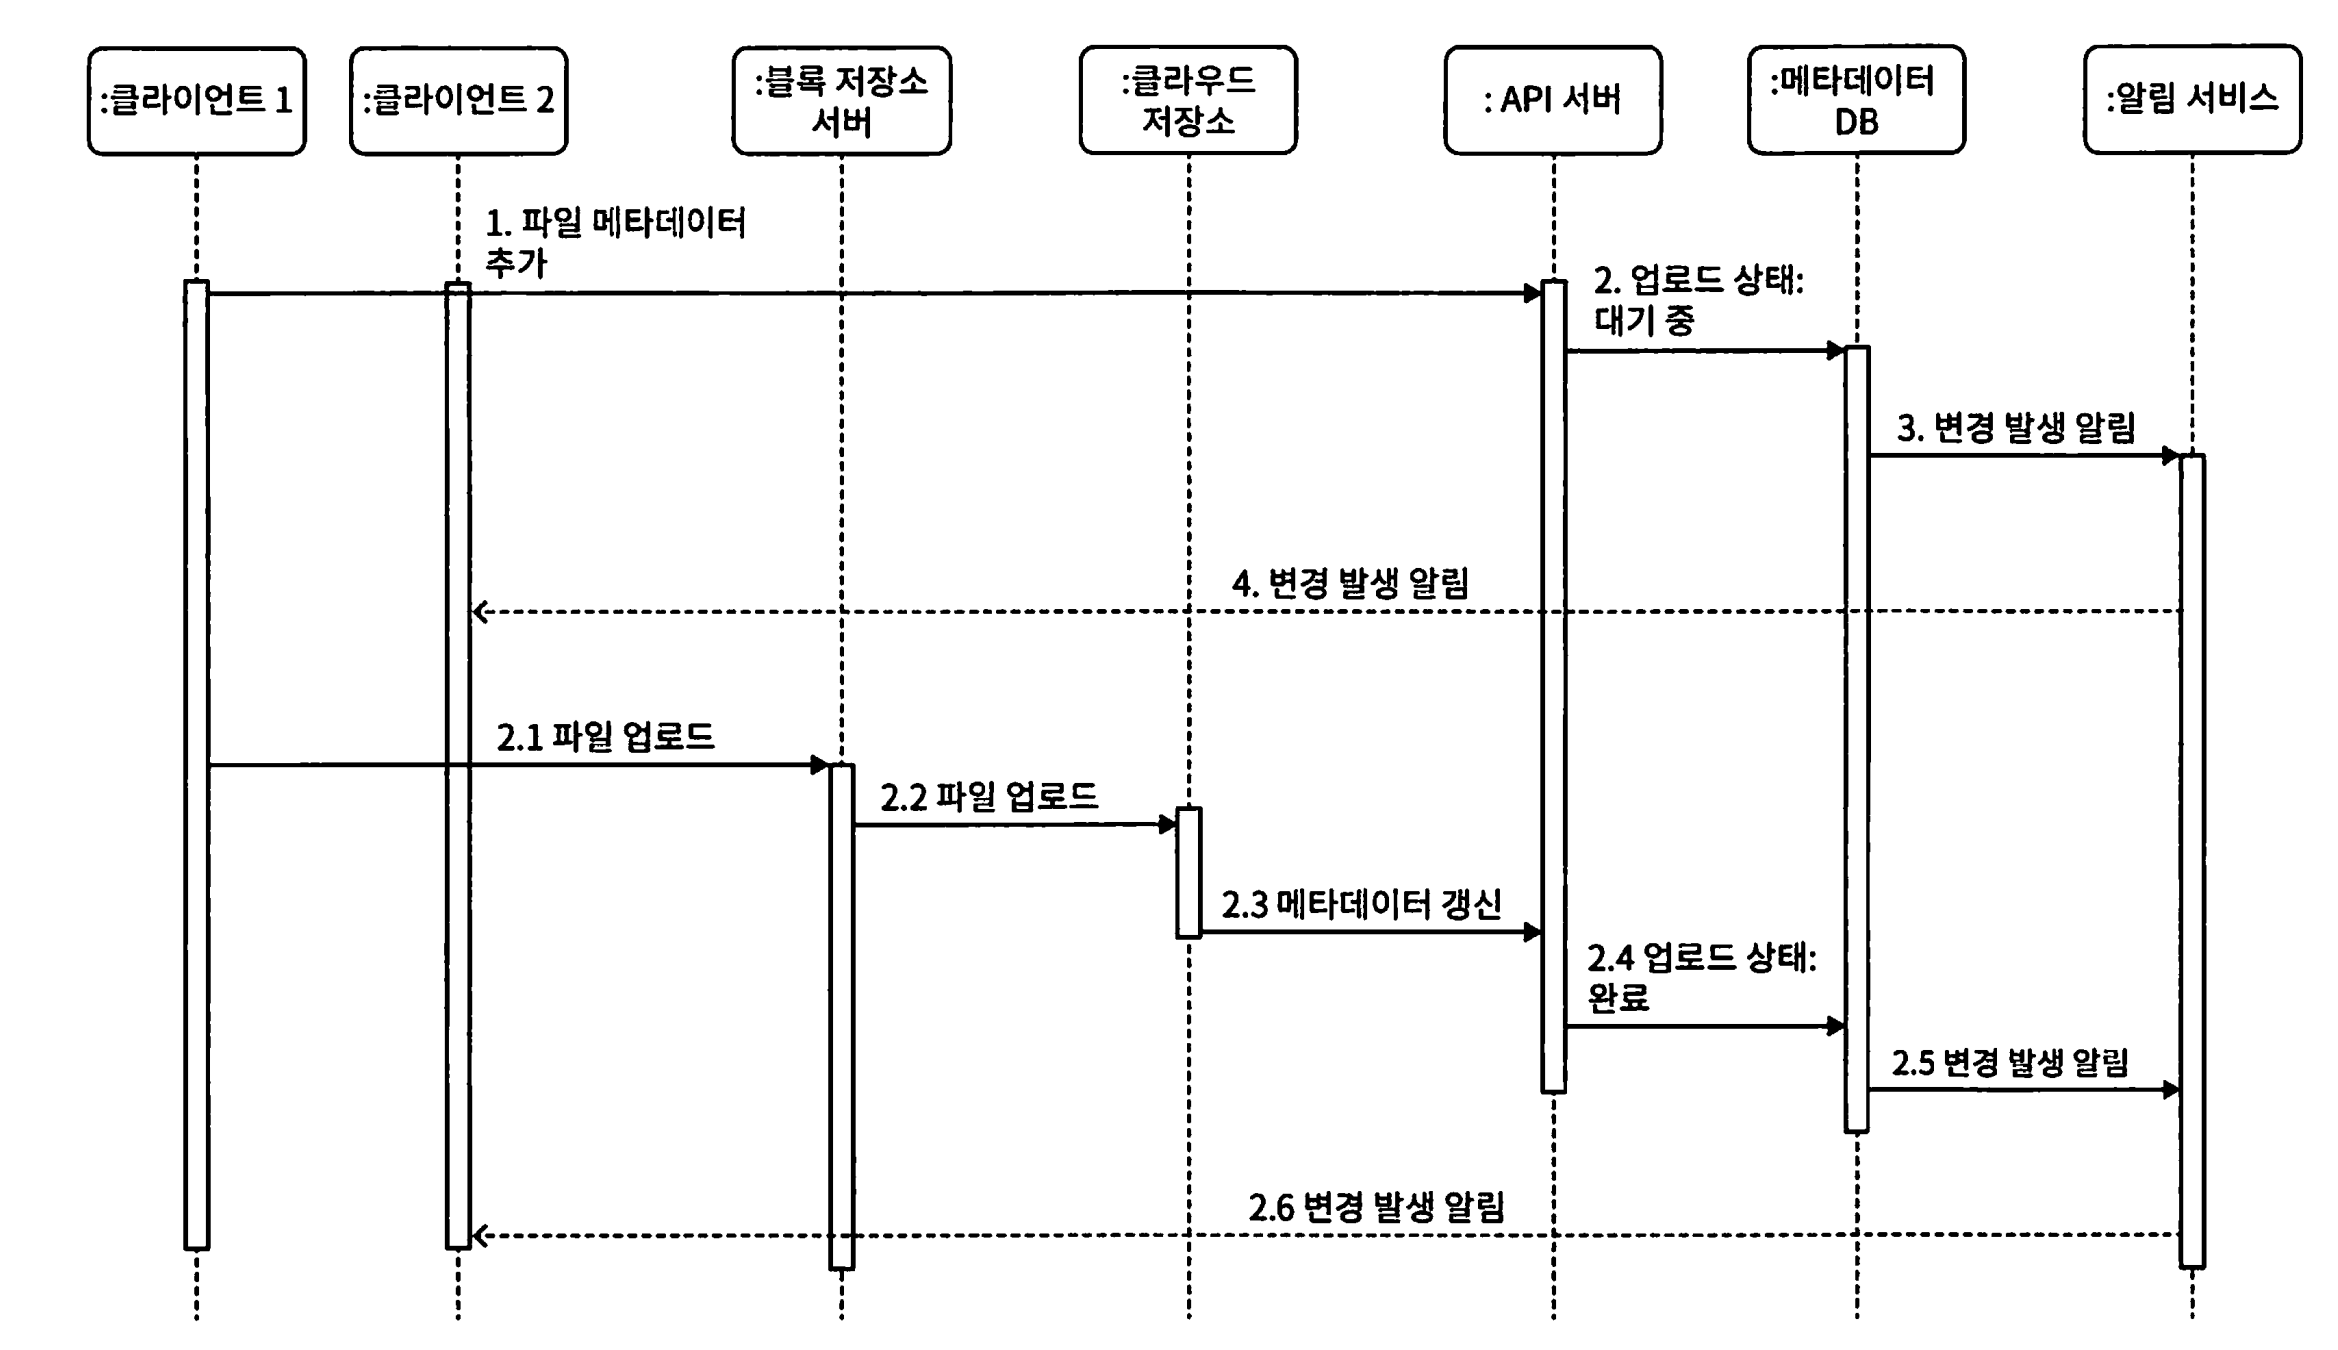 :클라이언트 1
:클라이언트 2
:블록 저장소
서버
:클라우드
저장소
: API 서버
:메타데이터
DB
:알림 서비스
1. 파일 메타데이터
추가
2. 업로드 상태:
대기 중
3. 변경 발생 알림
4. 변경 발생 알림
2.1 파일 업로드
2.2 파일 업로드
2.3 메타데이터 갱신
2.4 업로드 상태:
완료
2.5 변경 발생 알림
2.6 변경 발생 알림